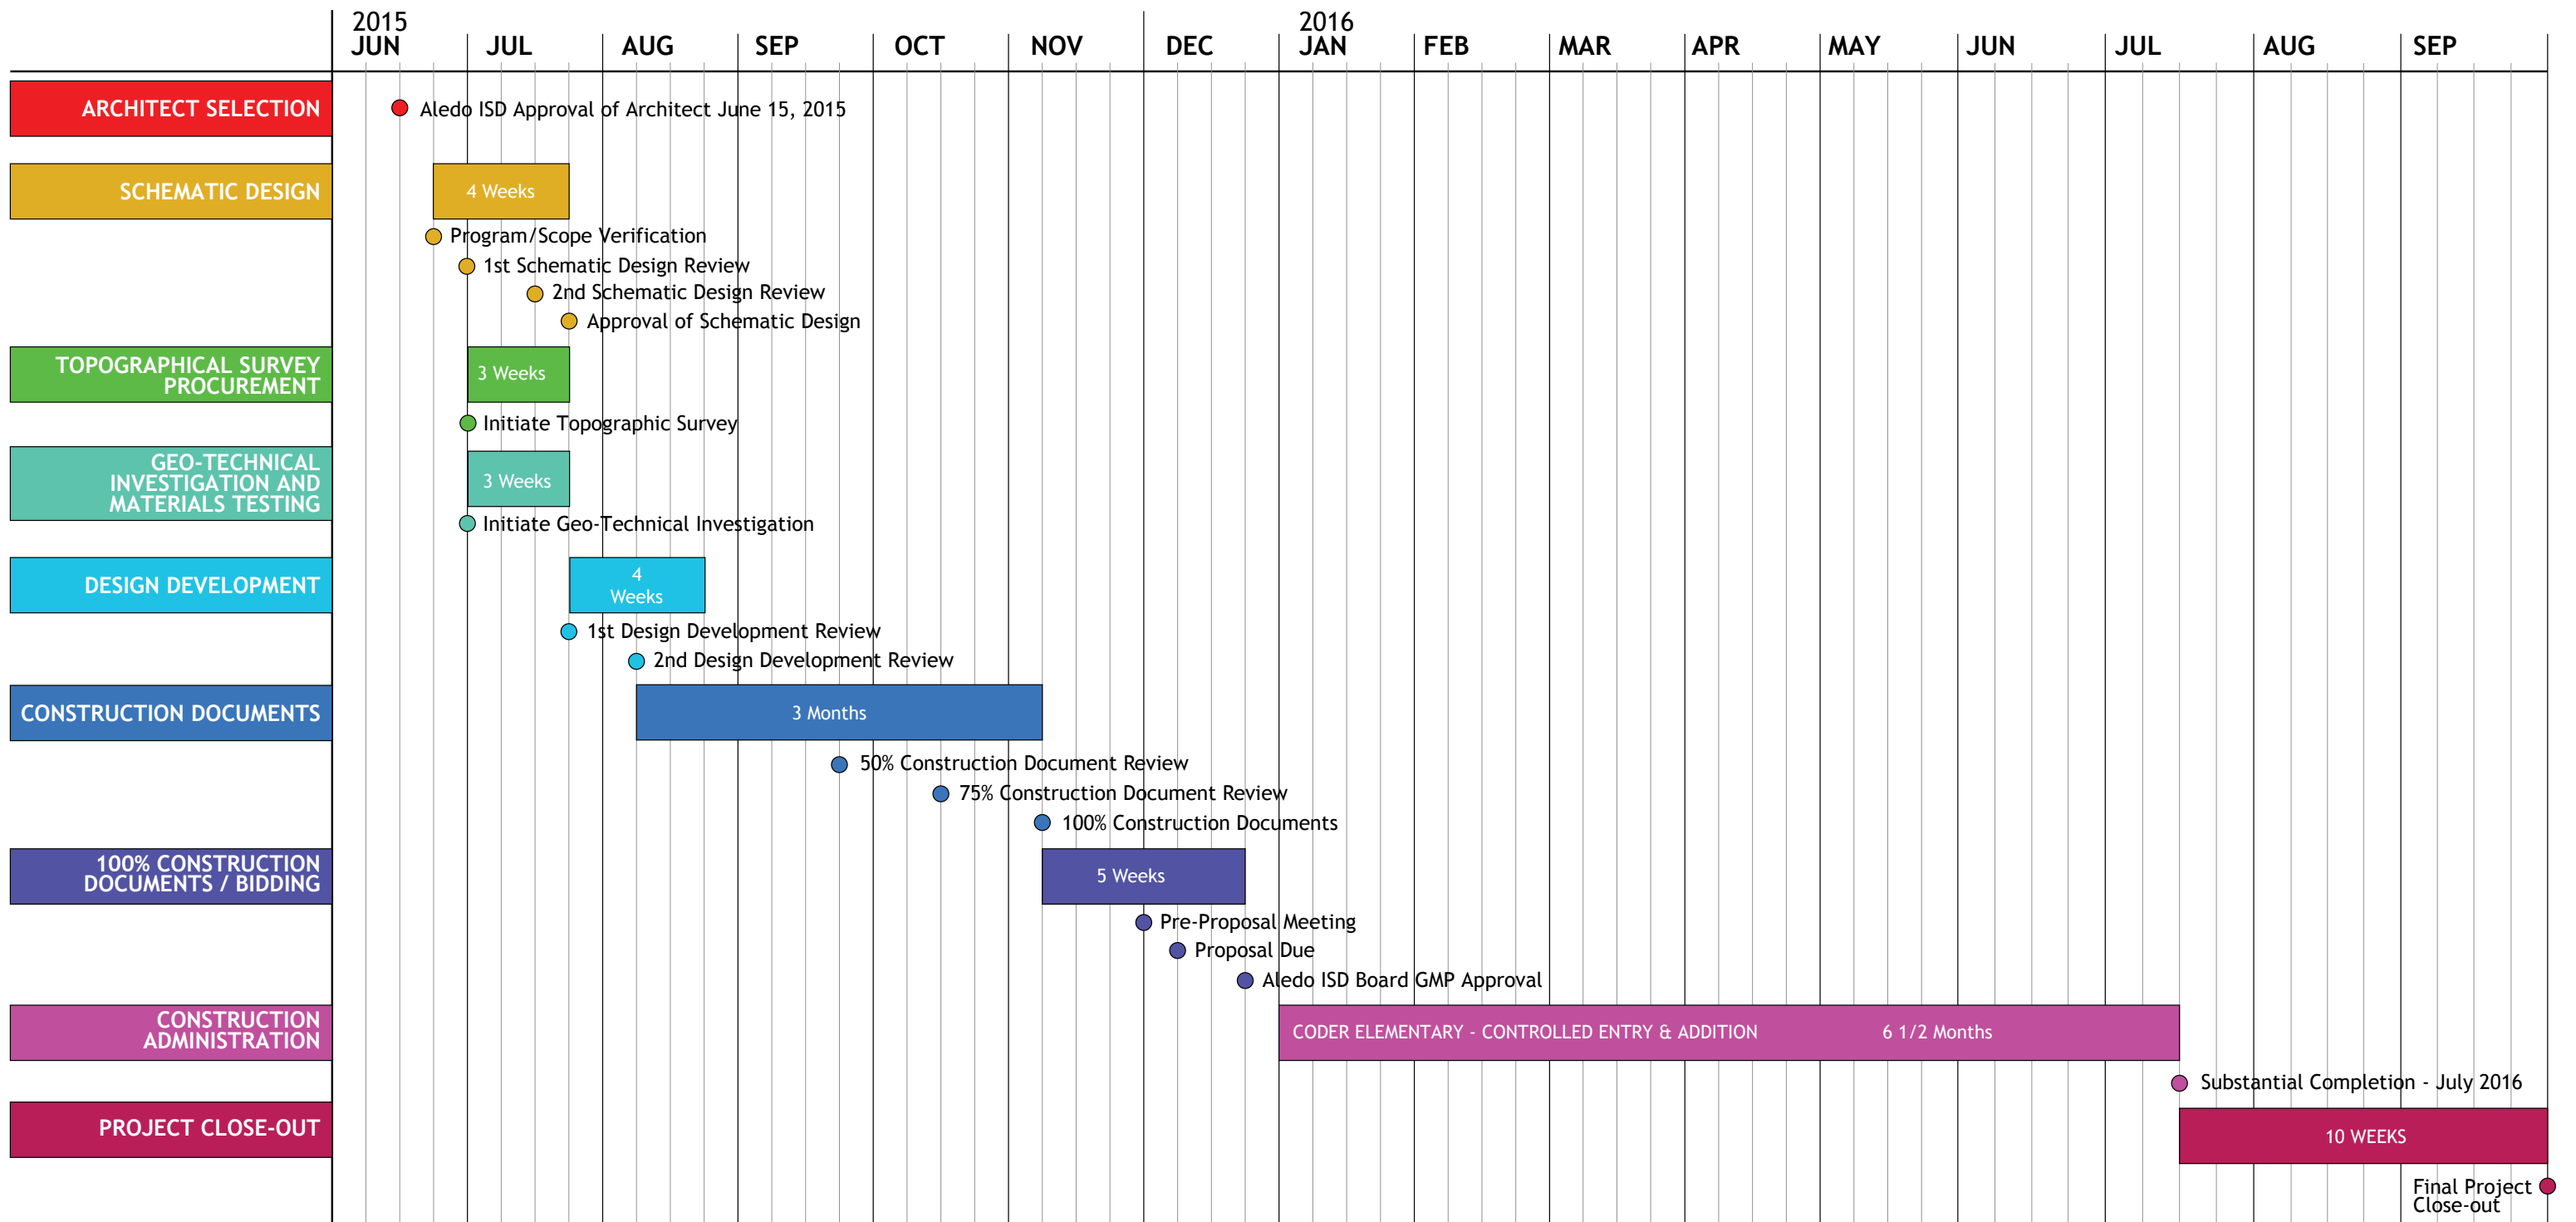 2015
2016
JUN JUL AUG SEP OCT NOV DEC JAN FEB MAR APR MAY JUN JUL AUG SEP
ARCHITECT SELECTION
Aledo ISD Approval of Architect June 15, 2015
SCHEMATIC DESIGN
4 Weeks
Program/Scope Verification
1st Schematic Design Review
2nd Schematic Design Review
Approval of Schematic Design
TOPOGRAPHICAL SURVEY
PROCUREMENT
3 Weeks
Initiate Topographic Survey
GEO-TECHNICAL
INVESTIGATION AND
MATERIALS TESTING
3 Weeks
Initiate Geo-Technical Investigation
DESIGN DEVELOPMENT
4
Weeks
1st Design Development Review
2nd Design Development Review
CONSTRUCTION DOCUMENTS
3 Months
50% Construction Document Review
75% Construction Document Review
100% Construction Documents
100% CONSTRUCTION
DOCUMENTS / BIDDING
5 Weeks
Pre-Proposal Meeting
Proposal Due
Aledo ISD Board GMP Approval
CONSTRUCTION
ADMINISTRATION
CODER ELEMENTARY - CONTROLLED ENTRY & ADDITION 6 1/2 Months
Substantial Completion - July 2016
PROJECT CLOSE-OUT
10 WEEKS
Final Project
Close-out